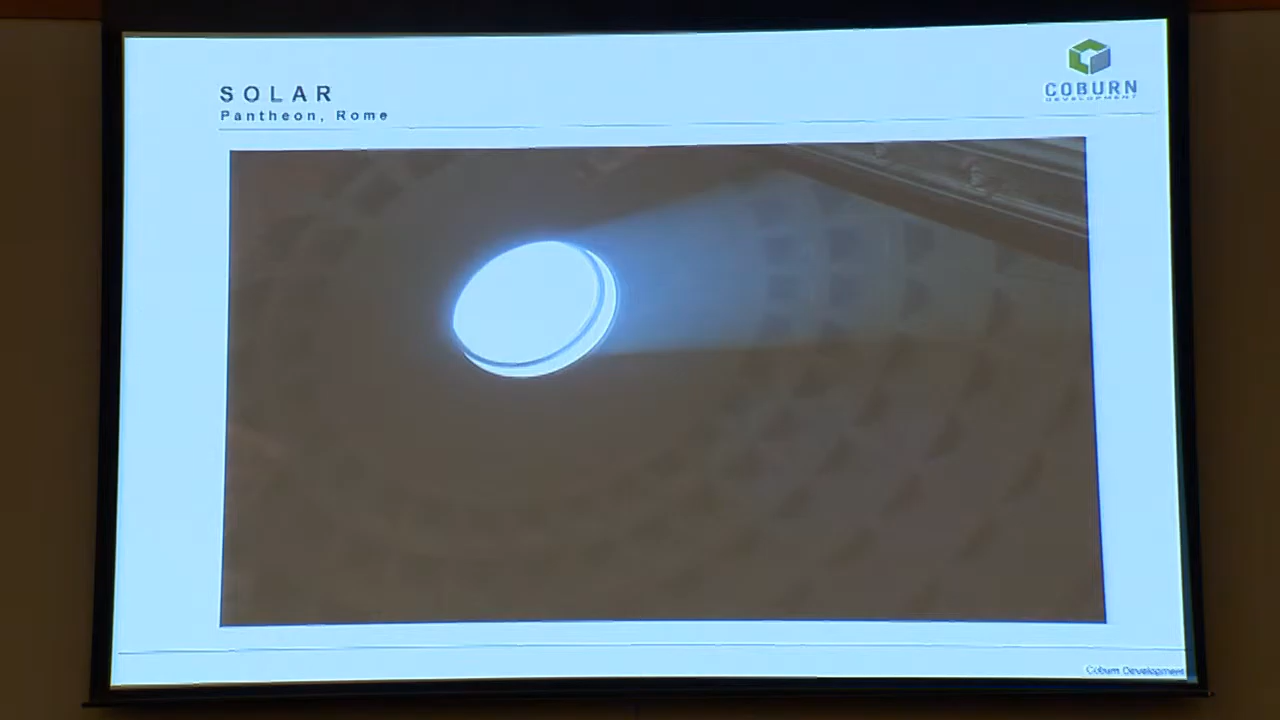 SOLAR
Pantheon, Rome
COBURN
DEVELOPMENT
Coburn Development